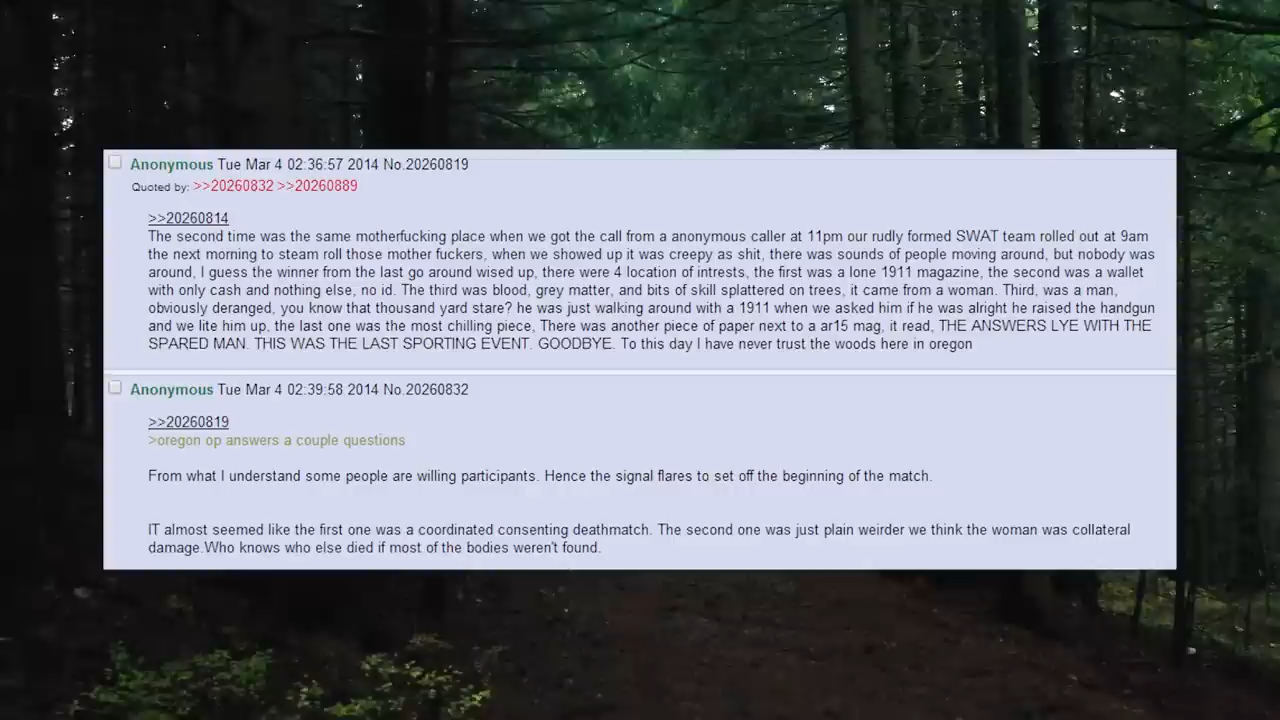 Anonymous Tue Mar 4 02:36:57 2014 No.20260819
Quoted by: >>20260832 >>20260889
>>20260814
The second time was the same motherfucking place when we got the call from a anonymous caller at 11pm our rudly formed SWAT team rolled out at 9am
the next morning to steam roll those mother fuckers, when we showed up it was creepy as shit, there was sounds of people moving around, but nobody was
around, I guess the winner from the last go around wised up, there were 4 location of intrests, the first was a lone 1911 magazine, the second was a wallet
with only cash and nothing else, no id. The third was blood, grey matter, and bits of skill splattered on trees, it came from a woman. Third, was a man,
obviously deranged, you know that thousand yard stare? he was just walking around with a 1911 when we asked him if he was alright he raised the handgun
and we lite him up, the last one was the most chilling piece, There was another piece of paper next to a ar15 mag, it read, THE ANSWERS LYE WITH THE
SPARED MAN. THIS WAS THE LAST SPORTING EVENT. GOODBYE. To this day I have never trust the woods here in oregon
Anonymous Tue Mar 4 02:39:58 2014 No.20260832
>>20260819
>oregon op answers a couple questions
From what I understand some people are willing participants. Hence the signal flares to set off the beginning of the match.
IT almost seemed like the first one was a coordinated consenting deathmatch. The second one was just plain weirder we think the woman was collateral
damage.Who knows who else died if most of the bodies weren't found.